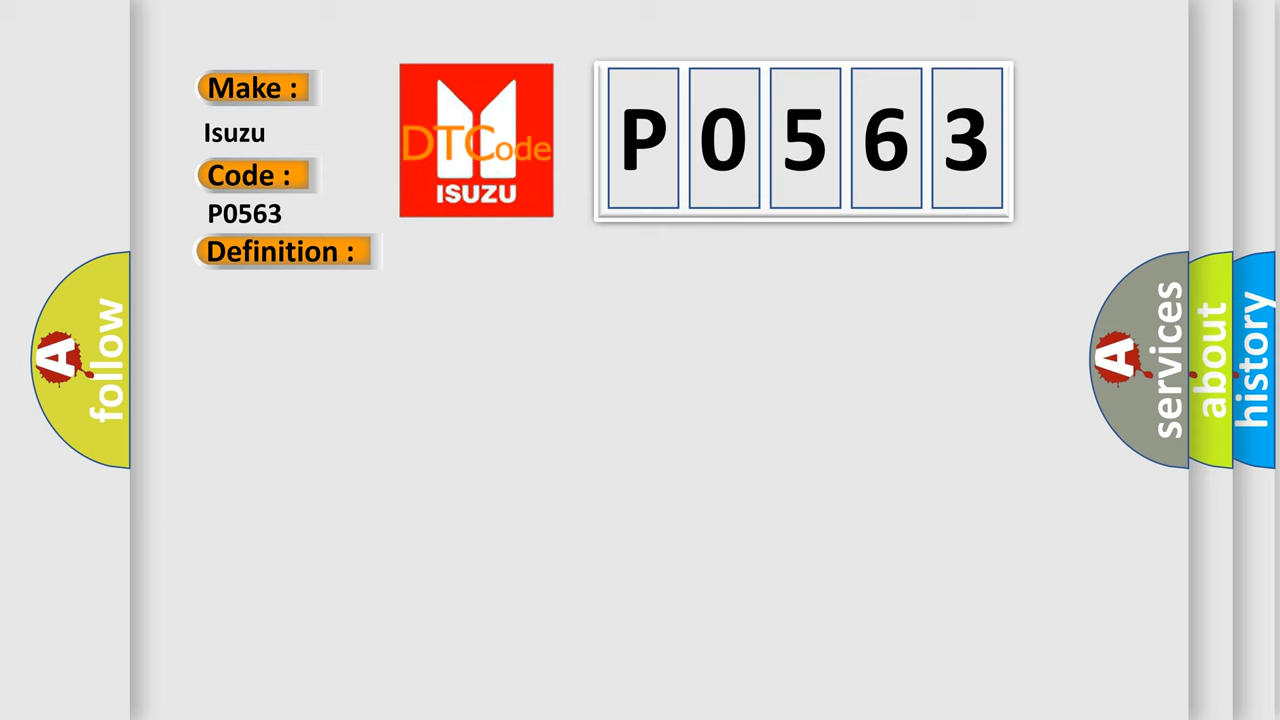 Make :
Isuzu
Code :
P0563
Definition :
DTCode
ISUZU
P 0 5 6 3
A follow
A services
about
history